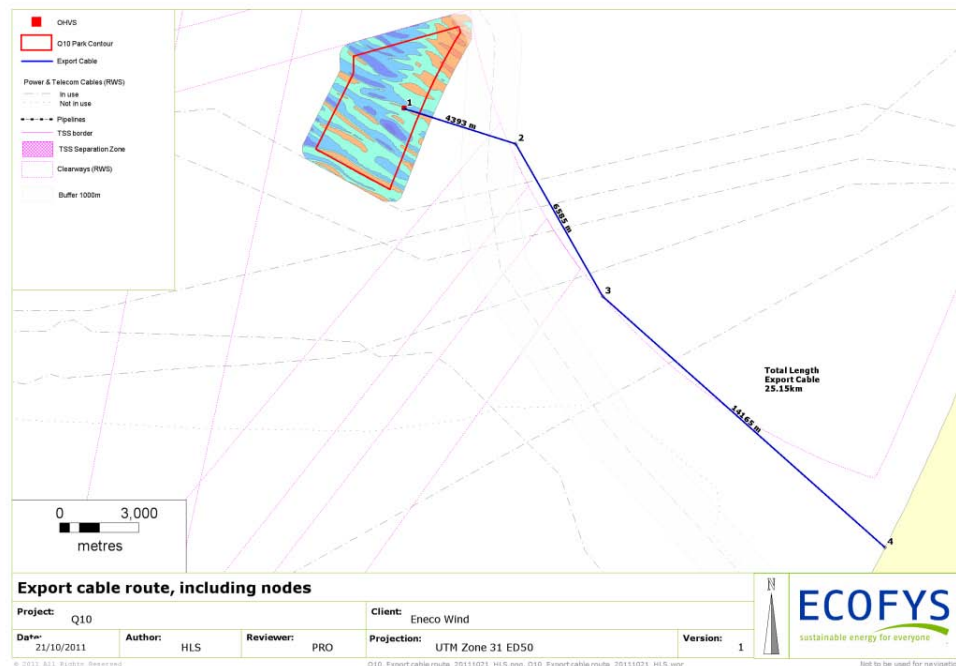 OHVS
Q10 Park Contour
Export Cable
Power & Telecom Cables (RWS)
In use
Not in use
Pipelines
TSS border
TSS Separation Zone
Clearways (RWS)
Buffer 1000m
1
4393 m
2
6585 m
3
Total Length
Export Cable
25.15km
14165 m
4
0 3,000
metres
Export cable route, including nodes
N
ECOFYS
sustainable energy for everyone
Project: Q10
Client: Eneco Wind
Date: 21/10/2011
Author: HLS
Reviewer: PRO
Projection: UTM Zone 31 ED50
Version: 1
© 2011 All Rights Reserved
Not to be used for navigation